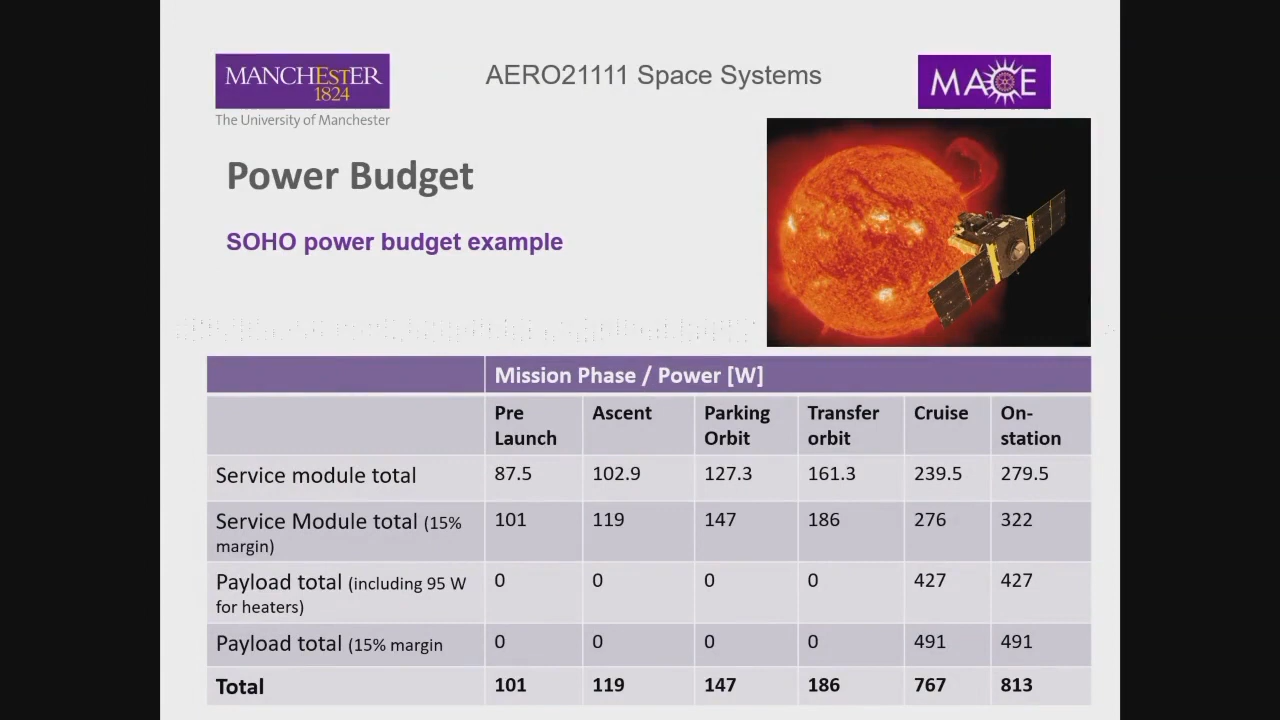 MANCHESTER
1824
The University of Manchester
AERO21111 Space Systems
MACE
Power Budget
SOHO power budget example
Mission Phase / Power [W]
Pre Launch Ascent Parking Orbit Transfer orbit Cruise On-station
Service module total 87.5 102.9 127.3 161.3 239.5 279.5
Service Module total (15% margin) 101 119 147 186 276 322
Payload total (including 95 W for heaters) 0 0 0 0 427 427
Payload total (15% margin 0 0 0 0 491 491
Total 101 119 147 186 767 813